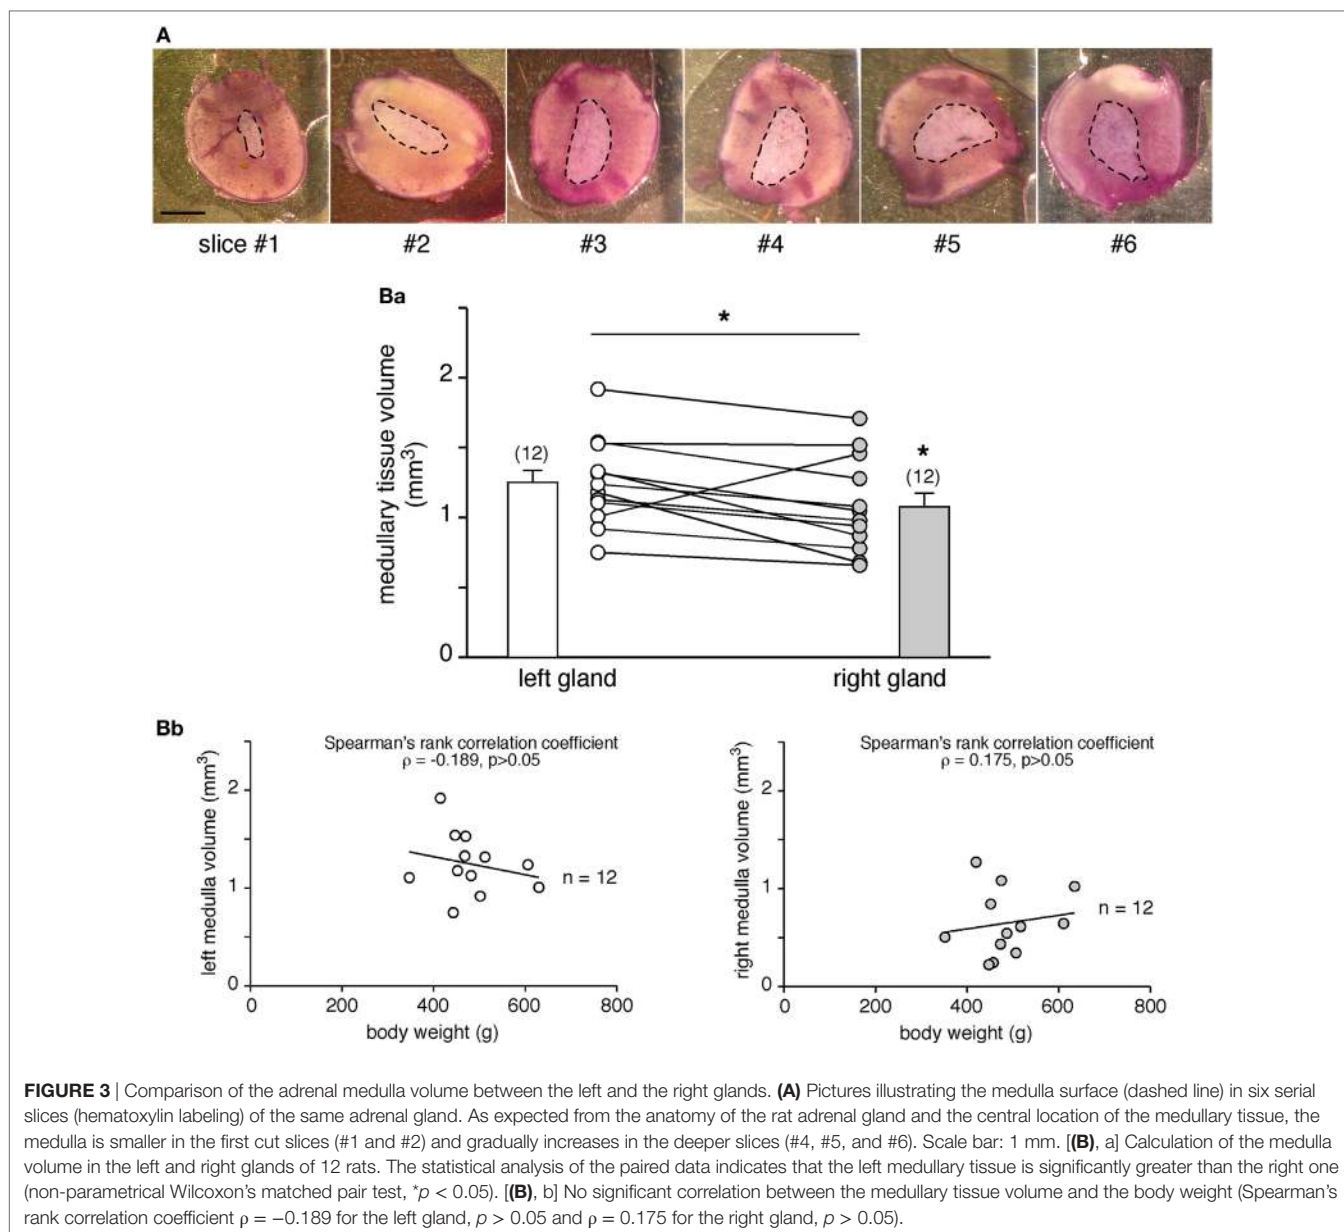 A
slice #1 #2 #3 #4 #5 #6
Ba
*
medullary tissue volume
(mm3)
2
1
0
(12)
*
(12)
left gland right gland
Bb
Spearman's rank correlation coefficient
ρ = -0.189, p>0.05
left medulla volume (mm3)
2
1
0
n = 12
0 200 400 600 800
body weight (g)
Spearman's rank correlation coefficient
ρ = 0.175, p>0.05
right medulla volume (mm3)
2
1
0
n = 12
0 200 400 600 800
body weight (g)
FIGURE 3 | Comparison of the adrenal medulla volume between the left and the right glands. (A) Pictures illustrating the medulla surface (dashed line) in six serial
slices (hematoxylin labeling) of the same adrenal gland. As expected from the anatomy of the rat adrenal gland and the central location of the medullary tissue, the
medulla is smaller in the first cut slices (#1 and #2) and gradually increases in the deeper slices (#4, #5, and #6). Scale bar: 1 mm. [(B), a] Calculation of the medulla
volume in the left and right glands of 12 rats. The statistical analysis of the paired data indicates that the left medullary tissue is significantly greater than the right one
(non-parametrical Wilcoxon's matched pair test, *p < 0.05). [(B), b] No significant correlation between the medullary tissue volume and the body weight (Spearman's
rank correlation coefficient ρ = −0.189 for the left gland, p > 0.05 and ρ = 0.175 for the right gland, p > 0.05).